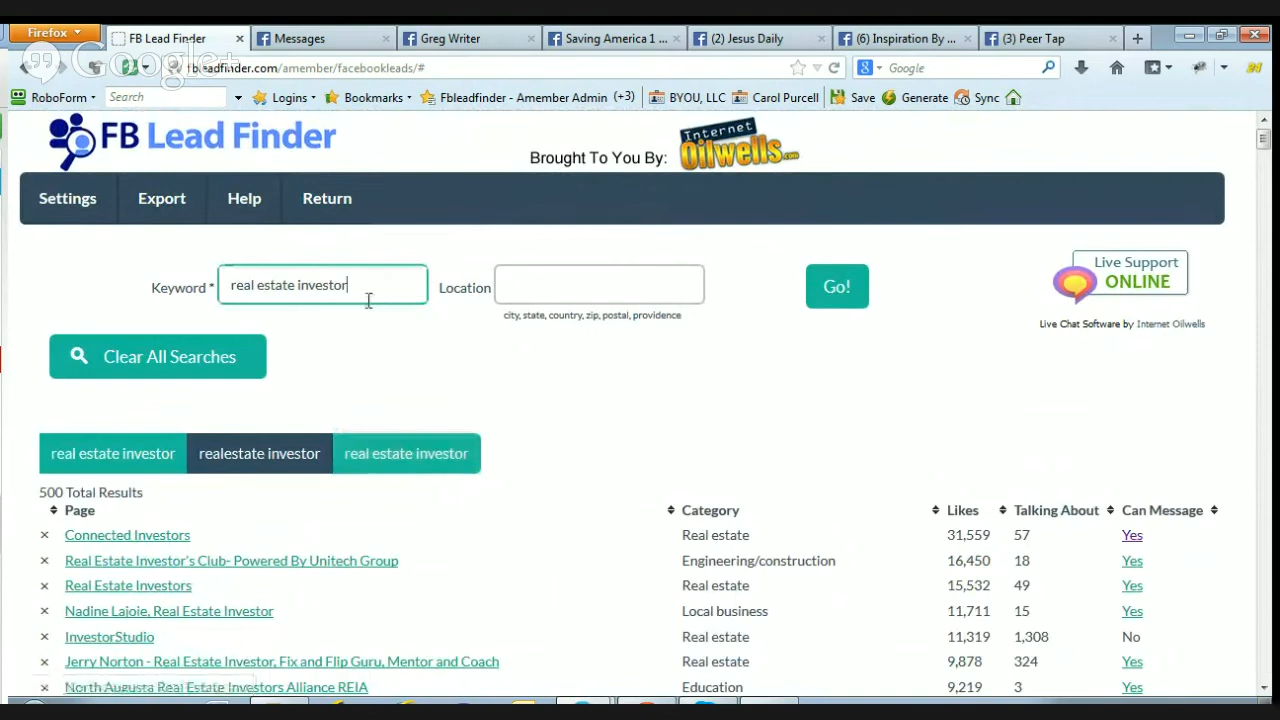 Firefox
FB Lead Finder
Messages
Greg Writer
Saving America 1 ...
(2) Jesus Daily
(6) Inspiration By ...
(3) Peer Tap
Google+
fbleadfinder.com/amember/facebookleads/#
Google
RoboForm
Search
Logins
Bookmarks
Fbleadfinder - Amember Admin (+3)
BYOU, LLC
Carol Purcell
Save
Generate
Sync
FB Lead Finder
Brought To You By:
Internet
Oilwells.com
Settings
Export
Help
Return
Keyword *
real estate investor
Location
Go!
city, state, country, zip, postal, providence
Live Support
ONLINE
Live Chat Software by Internet Oilwells
Clear All Searches
real estate investor
realestate investor
real estate investor
500 Total Results
Page Category Likes Talking About Can Message
× Connected Investors Real estate 31,559 57 Yes
× Real Estate Investor's Club- Powered By Unitech Group Engineering/construction 16,450 18 Yes
× Real Estate Investors Real estate 15,532 49 Yes
× Nadine Lajoie, Real Estate Investor Local business 11,711 15 Yes
× InvestorStudio Real estate 11,319 1,308 No
× Jerry Norton - Real Estate Investor, Fix and Flip Guru, Mentor and Coach Real estate 9,878 324 Yes
× North Augusta Real Estate Investors Alliance REIA Education 9,219 3 Yes